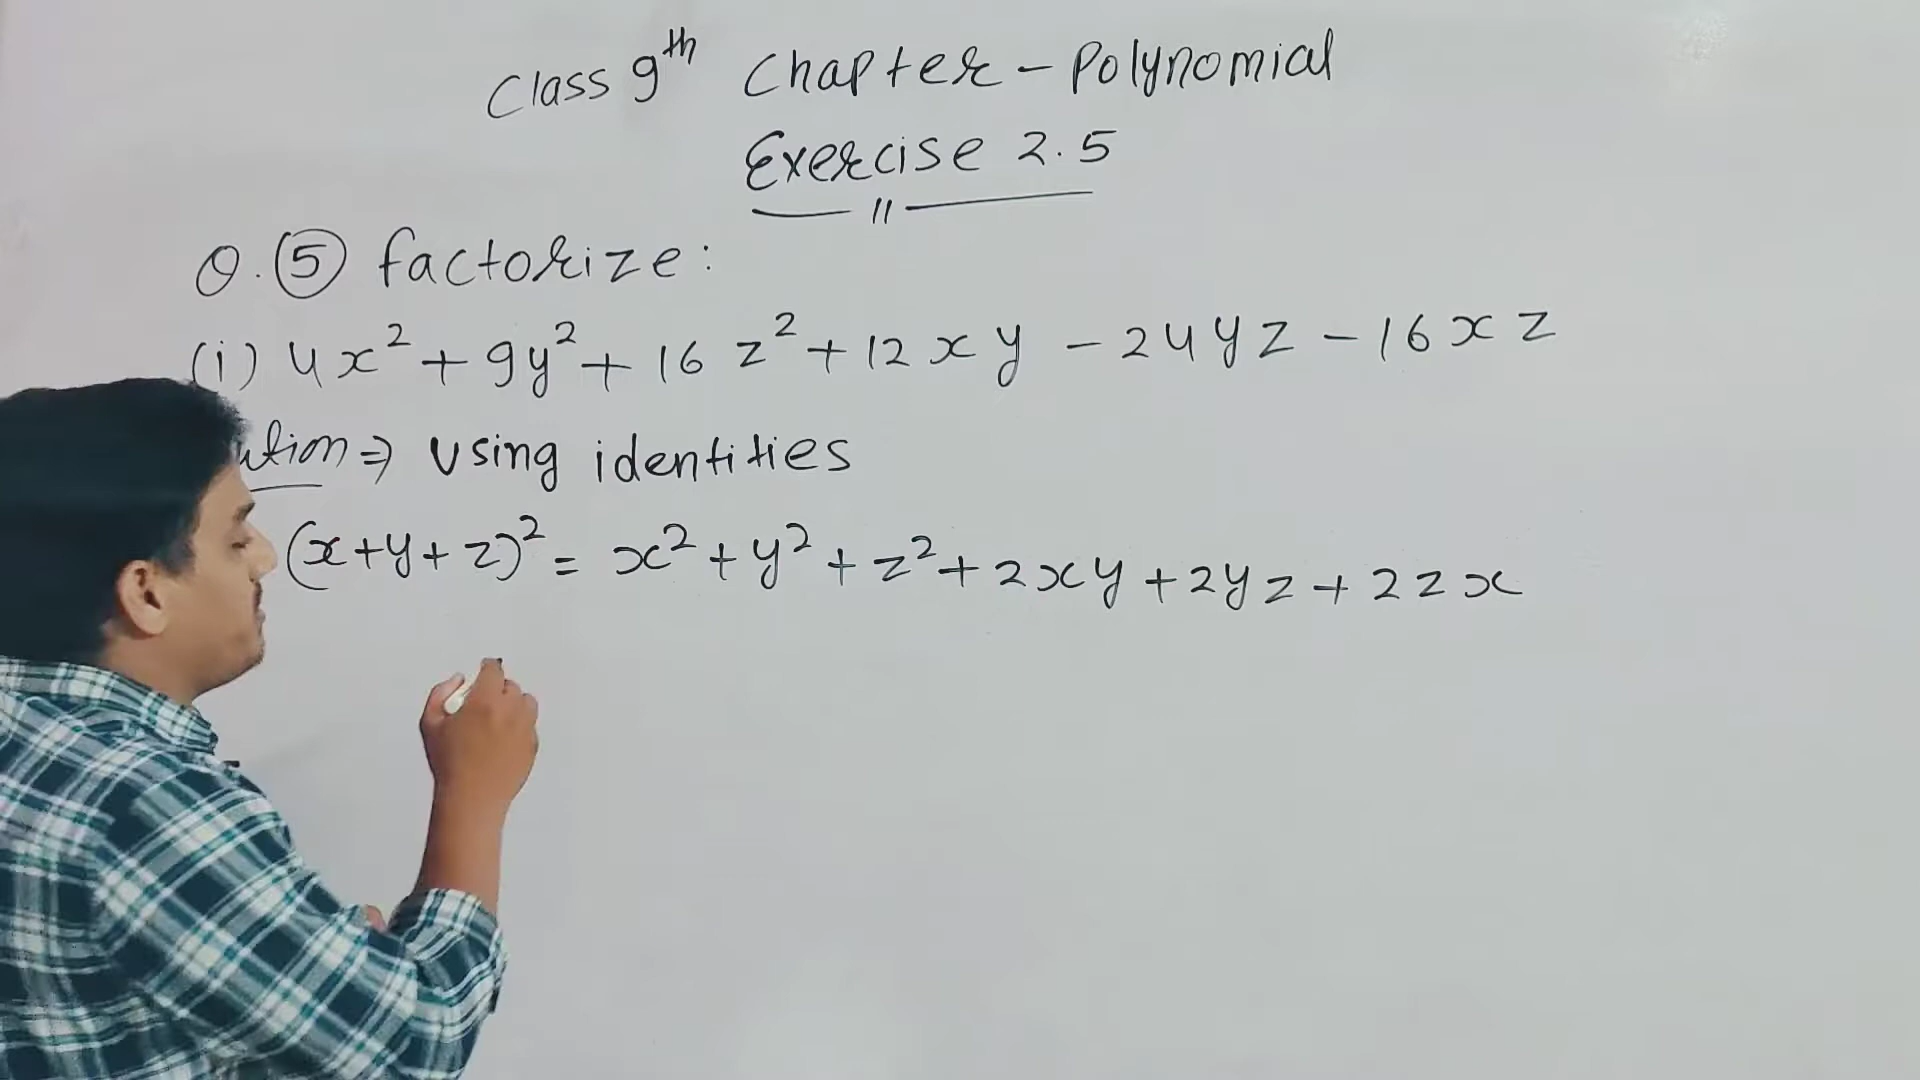 Class 9th Chapter - Polynomial
Exercise 2.5
Q. 5 factorize:
(i) 4x² + 9y² + 16z² + 12xy - 24yz - 16xz
⇒ using identities
(x+y+z)² = x² + y² + z² + 2xy + 2yz + 2zx